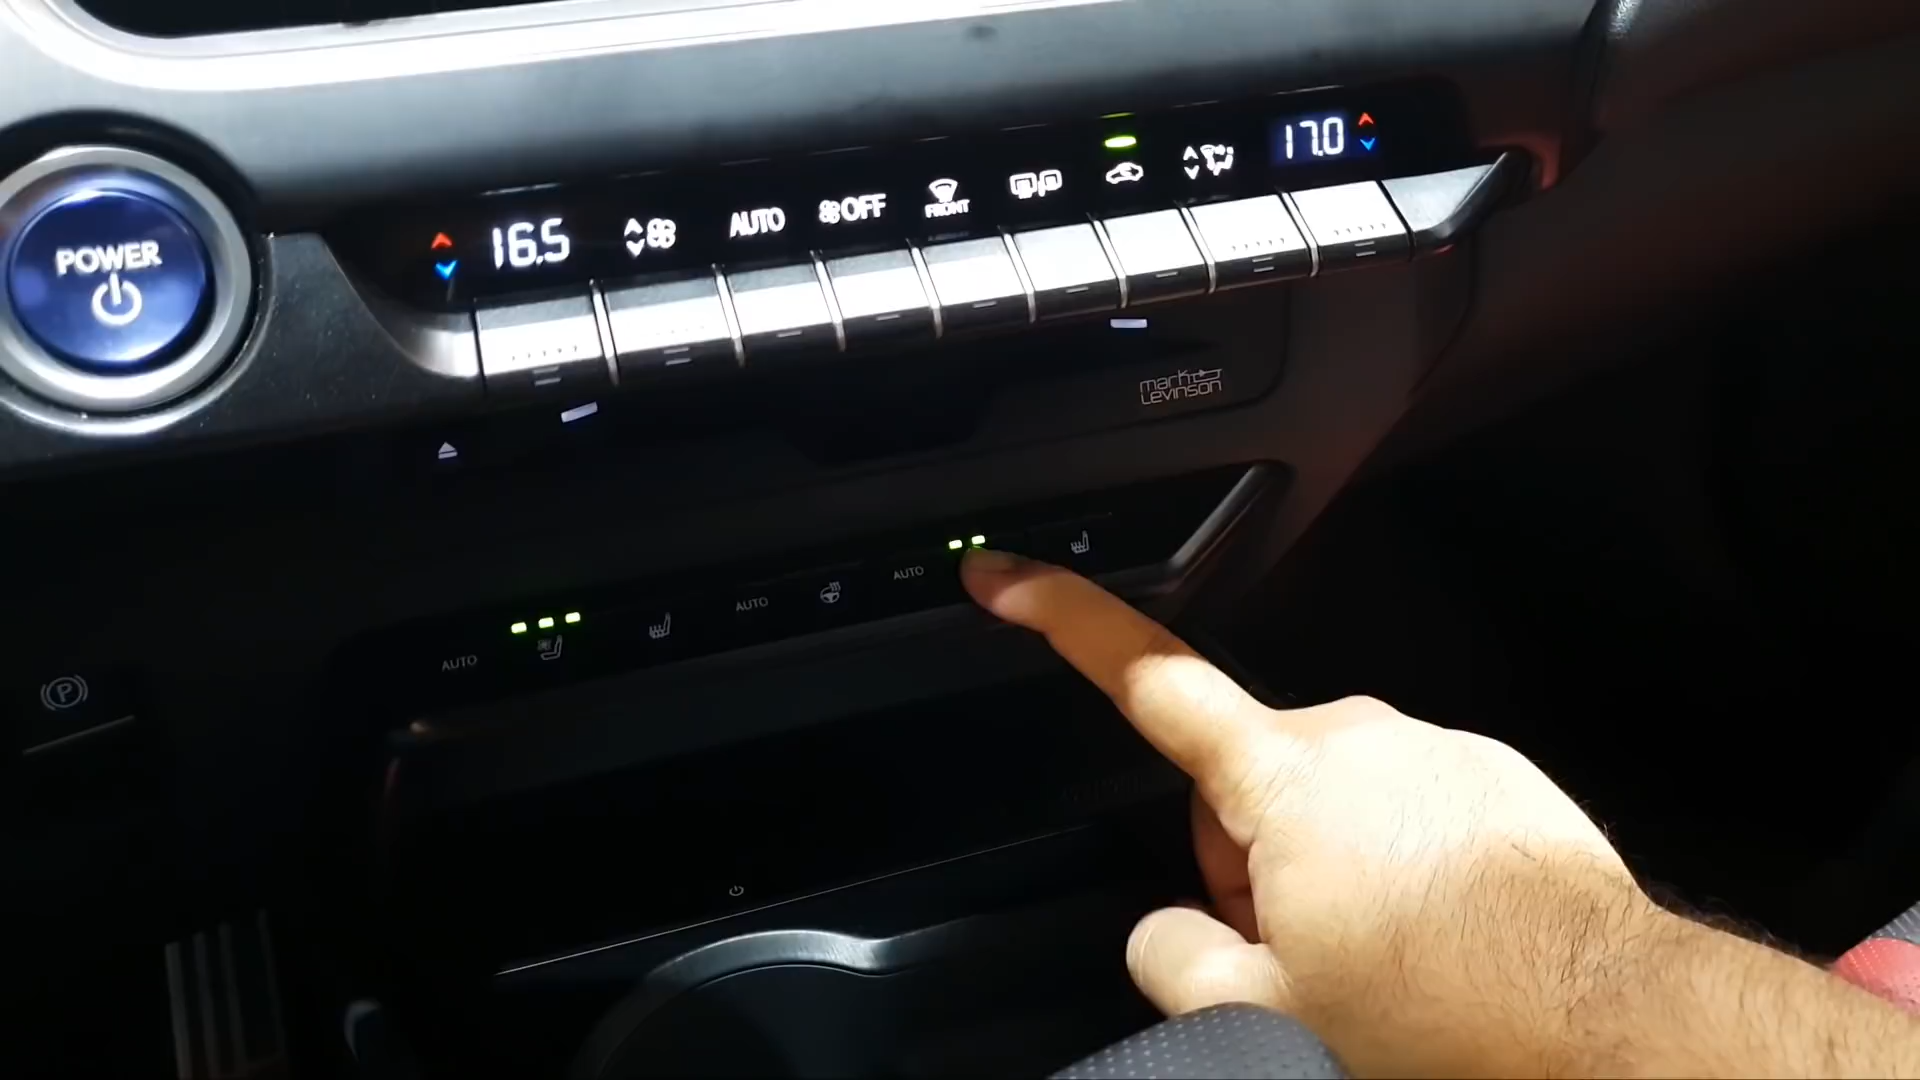 POWER
16.5
AUTO
OFF
FRONT
17.0
mark
Levinson
AUTO
AUTO
AUTO
P